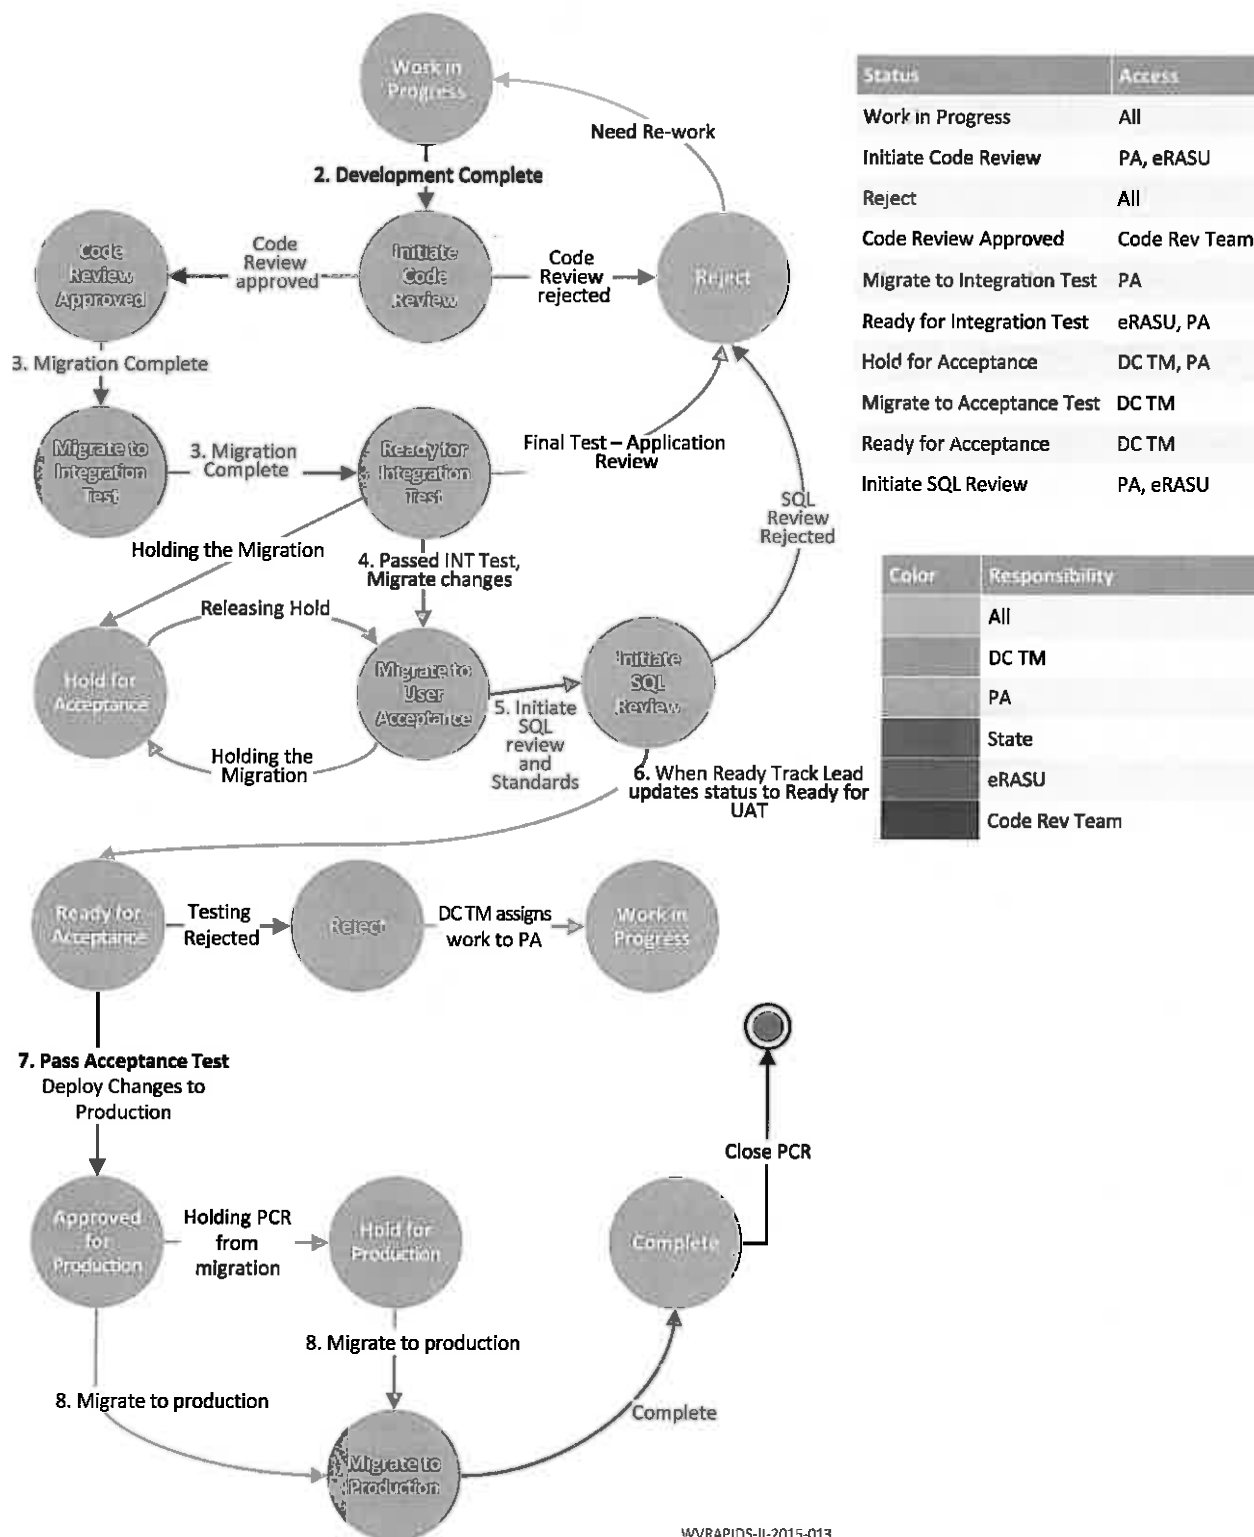 Work in
Progress
Need Re-work
2. Development Complete
Code
Review
Approved
Code
Review
approved
Initiate
Code
Review
Code
Review
rejected
Reject
3. Migration Complete
Migrate to
Integration
Test
3. Migration
Complete
Ready for
Integration
Test
Final Test – Application
Review
SQL
Review
Rejected
Holding the Migration
4. Passed INT Test,
Migrate changes
Releasing Hold
Hold for
Acceptance
Migrate to
User
Acceptance
Initiate
SQL
Review
5. Initiate
SQL
review
and
Standards
Holding the
Migration
6. When Ready Track Lead
updates status to Ready for
UAT
Ready for
Acceptance
Testing
Rejected
Reject
DC TM assigns
work to PA
Work in
Progress
7. Pass Acceptance Test
Deploy Changes to
Production
Close PCR
Approved
for
Production
Holding PCR
from
migration
Hold for
Production
Complete
8. Migrate to production
8. Migrate to production
Complete
Migrate to
Production
Status Access
Work in Progress All
Initiate Code Review PA, eRASU
Reject All
Code Review Approved Code Rev Team
Migrate to Integration Test PA
Ready for Integration Test eRASU, PA
Hold for Acceptance DC TM, PA
Migrate to Acceptance Test DC TM
Ready for Acceptance DC TM
Initiate SQL Review PA, eRASU
Color Responsibility
All
DC TM
PA
State
eRASU
Code Rev Team
WVRAPIDS-II-2015-013